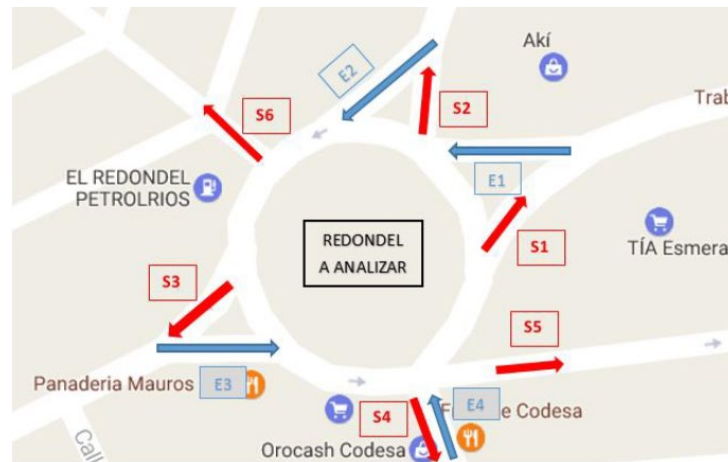 Akí
E2
S2
S6
Trab
E1
EL REDONDEL
PETROLRIOS
REDONDEL
A ANALIZAR
S1
TÍA Esmera
S3
S5
Panaderia Mauros
E3
S4
E4
e Codesa
Orocash Codesa
Call